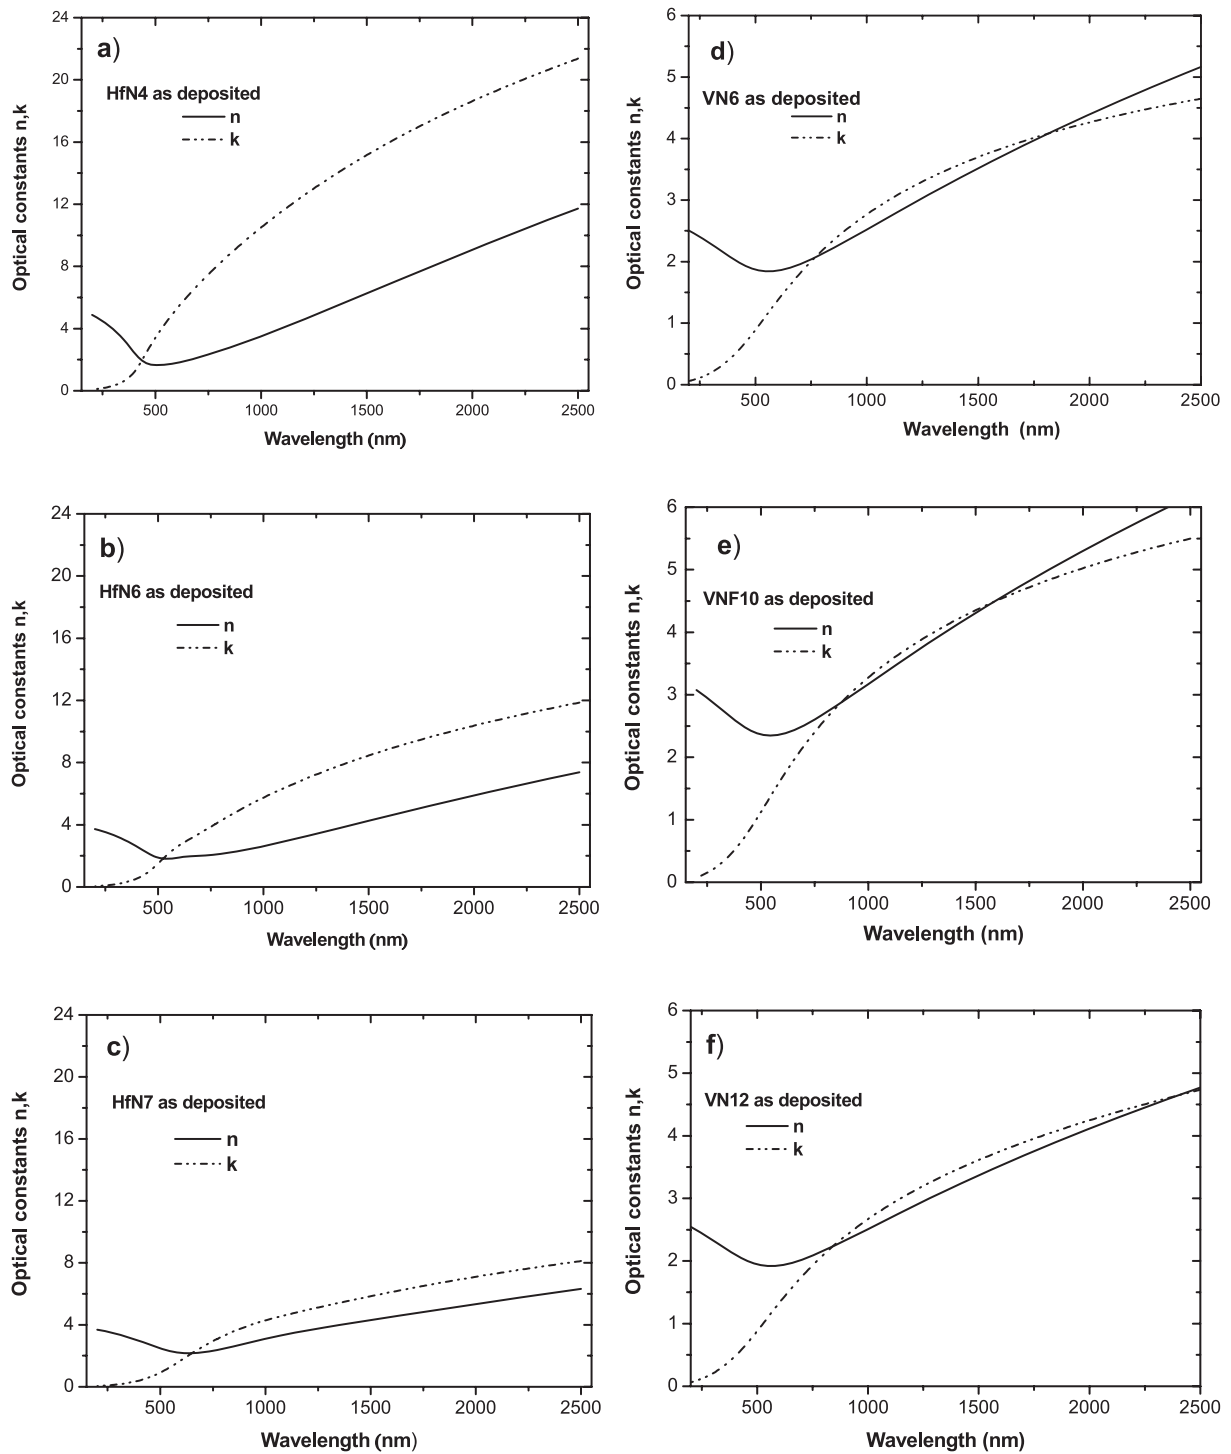 a)
HfN4 as deposited
n
k
24
20
16
12
8
4
0
500
1000
1500
2000
2500
Wavelength (nm)
Optical constants n,k
d)
VN6 as deposited
n
k
6
5
4
3
2
1
0
500
1000
1500
2000
2500
Wavelength (nm)
Optical constants n,k
b)
HfN6 as deposited
n
k
24
20
16
12
8
4
0
500
1000
1500
2000
2500
Wavelength (nm)
Optical constants n,k
e)
VNF10 as deposited
n
k
6
5
4
3
2
1
0
500
1000
1500
2000
2500
Wavelength (nm)
Optical constants n,k
c)
HfN7 as deposited
n
k
24
20
16
12
8
4
0
500
1000
1500
2000
2500
Wavelength (nm)
Optical constants n,k
f)
VN12 as deposited
n
k
6
5
4
3
2
1
0
500
1000
1500
2000
2500
Wavelength (nm)
Optical constants n,k